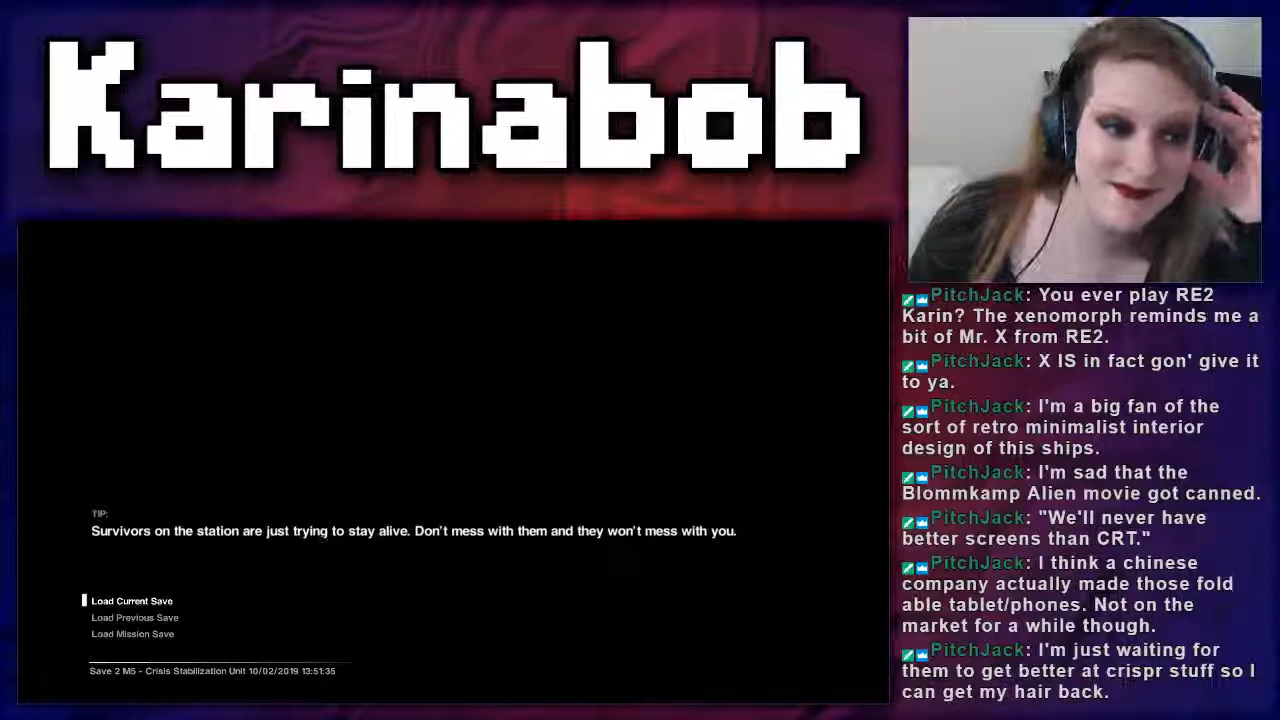 Karinabob
TIP:
Survivors on the station are just trying to stay alive. Don't mess with them and they won't mess with you.
Load Current Save
Load Previous Save
Load Mission Save
Save 2 M5 - Crisis Stabilization Unit 10/02/2019 13:51:35
PitchJack: You ever play RE2
Karin? The xenomorph reminds me a
bit of Mr. X from RE2.
PitchJack: X IS in fact gon' give it
to ya.
PitchJack: I'm a big fan of the
sort of retro minimalist interior
design of this ships.
PitchJack: I'm sad that the
Blommkamp Alien movie got canned.
PitchJack: "We'll never have
better screens than CRT."
PitchJack: I think a chinese
company actually made those fold
able tablet/phones. Not on the
market for a while though.
PitchJack: I'm just waiting for
them to get better at crispr stuff so I
can get my hair back.